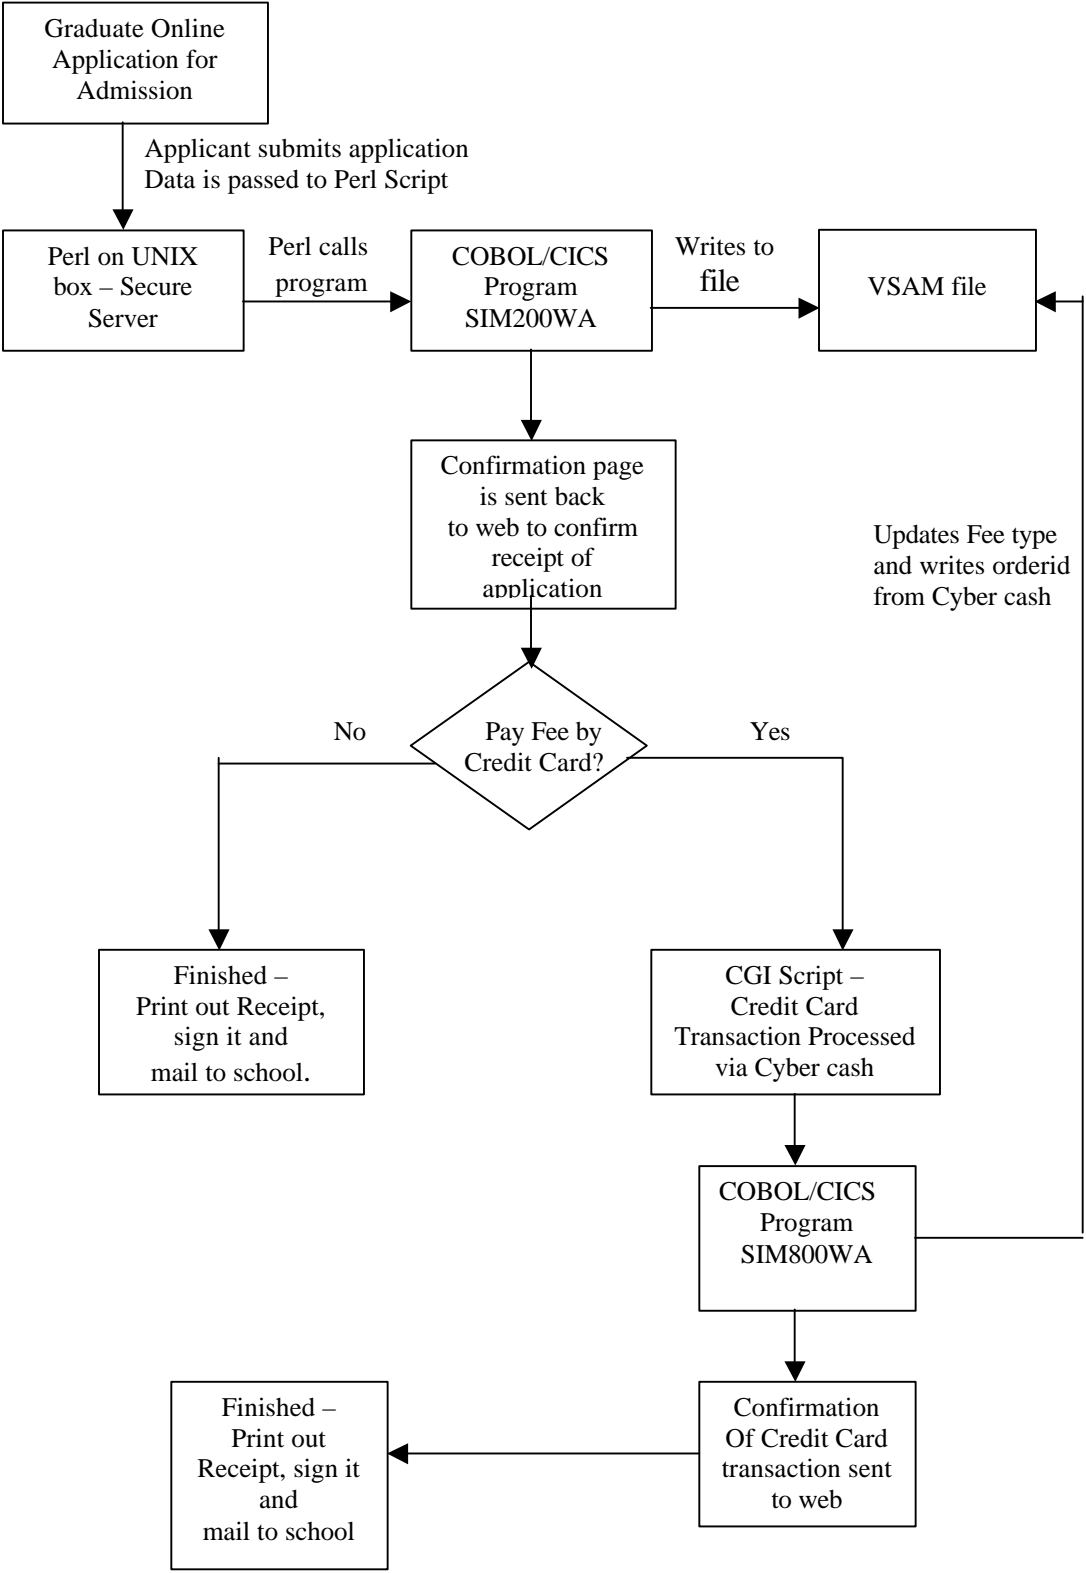 Graduate Online
Application for
Admission
Applicant submits application
Data is passed to Perl Script
Perl on UNIX
box – Secure
Server
Perl calls
program
COBOL/CICS
Program
SIM200WA
Writes to
file
VSAM file
Confirmation page
is sent back
to web to confirm
receipt of
application
Updates Fee type
and writes orderid
from Cyber cash
No
Pay Fee by
Credit Card?
Yes
Finished –
Print out Receipt,
sign it and
mail to school.
CGI Script –
Credit Card
Transaction Processed
via Cyber cash
COBOL/CICS
Program
SIM800WA
Finished –
Print out
Receipt, sign it
and
mail to school
Confirmation
Of Credit Card
transaction sent
to web